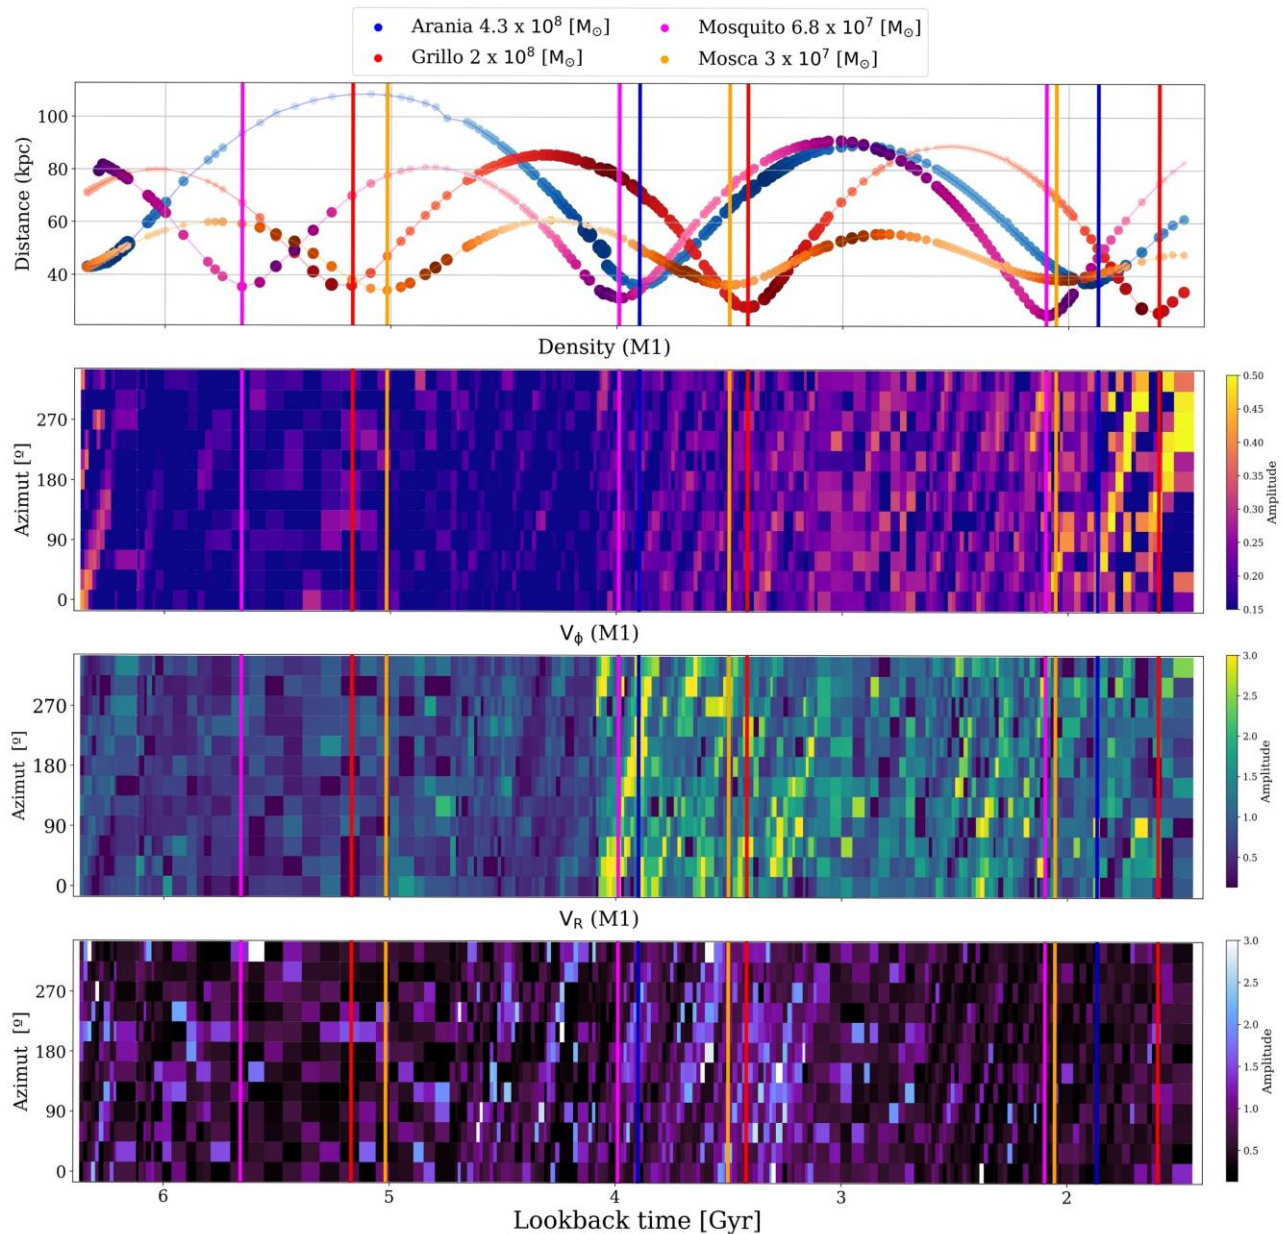 Arania 4.3 x 10⁸ [M☉]
Mosquito 6.8 x 10⁷ [M☉]
Grillo 2 x 10⁸ [M☉]
Mosca 3 x 10⁷ [M☉]
100
80
60
40
Distance (kpc)
Density (M1)
270
180
90
0
Azimut [º]
0.50
0.45
0.40
0.35
0.30
0.25
0.20
0.15
Amplitude
Vϕ (M1)
270
180
90
0
Azimut [º]
3.0
2.5
2.0
1.5
1.0
0.5
Amplitude
VR (M1)
270
180
90
0
Azimut [º]
3.0
2.5
2.0
1.5
1.0
0.5
Amplitude
6 5 4 3 2
Lookback time [Gyr]